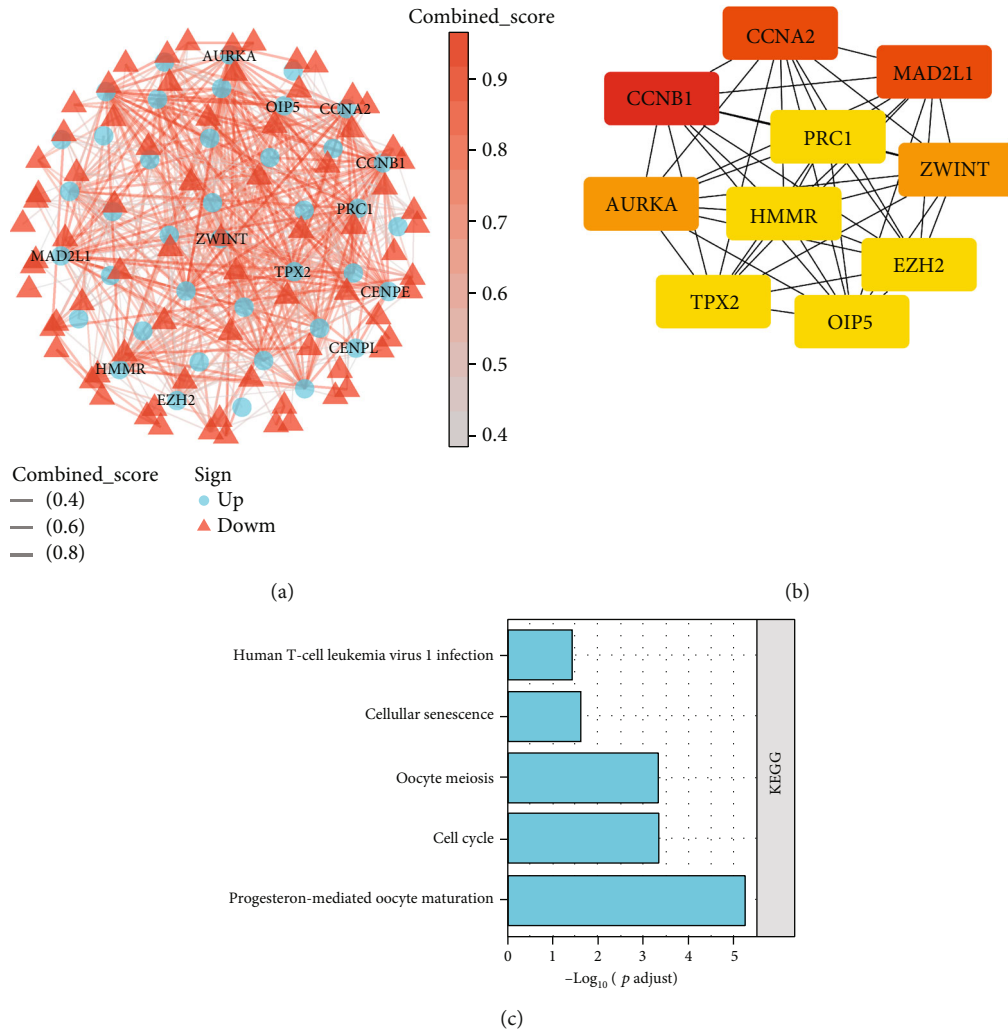 Combined_score
AURKA
OIP5
CCNA2
CCNB1
PRC1
ZWINT
MAD2L1
TPX2
CENPE
CENPL
HMMR
EZH2
0.9
0.8
0.7
0.6
0.5
0.4
Combined_score
(0.4)
(0.6)
(0.8)
Sign
Up
Dowm
(a)
CCNA2
MAD2L1
CCNB1
PRC1
ZWINT
AURKA
HMMR
EZH2
TPX2
OIP5
(b)
Human T-cell leukemia virus 1 infection
Cellullar senescence
Oocyte meiosis
Cell cycle
Progesteron-mediated oocyte maturation
KEGG
0 1 2 3 4 5
–Log10 ( p adjust)
(c)